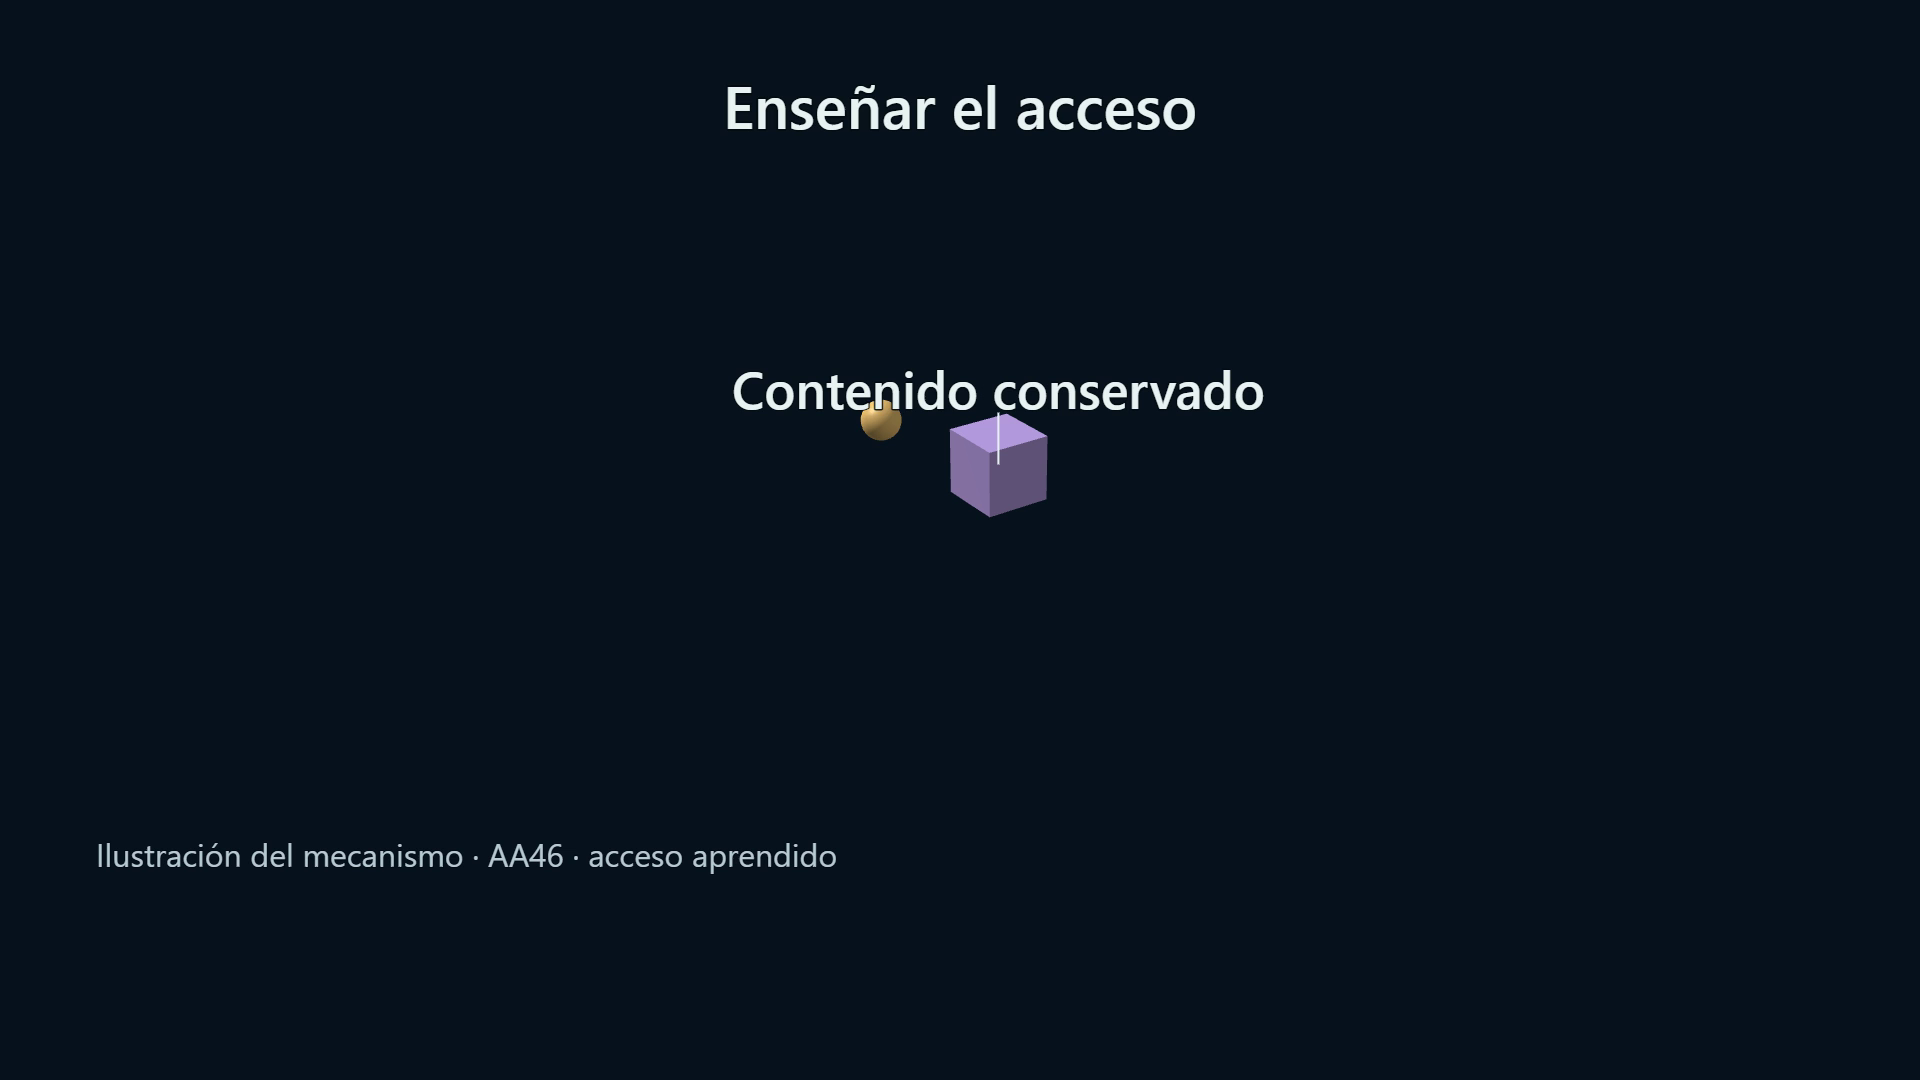 Enseñar el acceso
Contenido conservado
Ilustración del mecanismo · AA46 · acceso aprendido